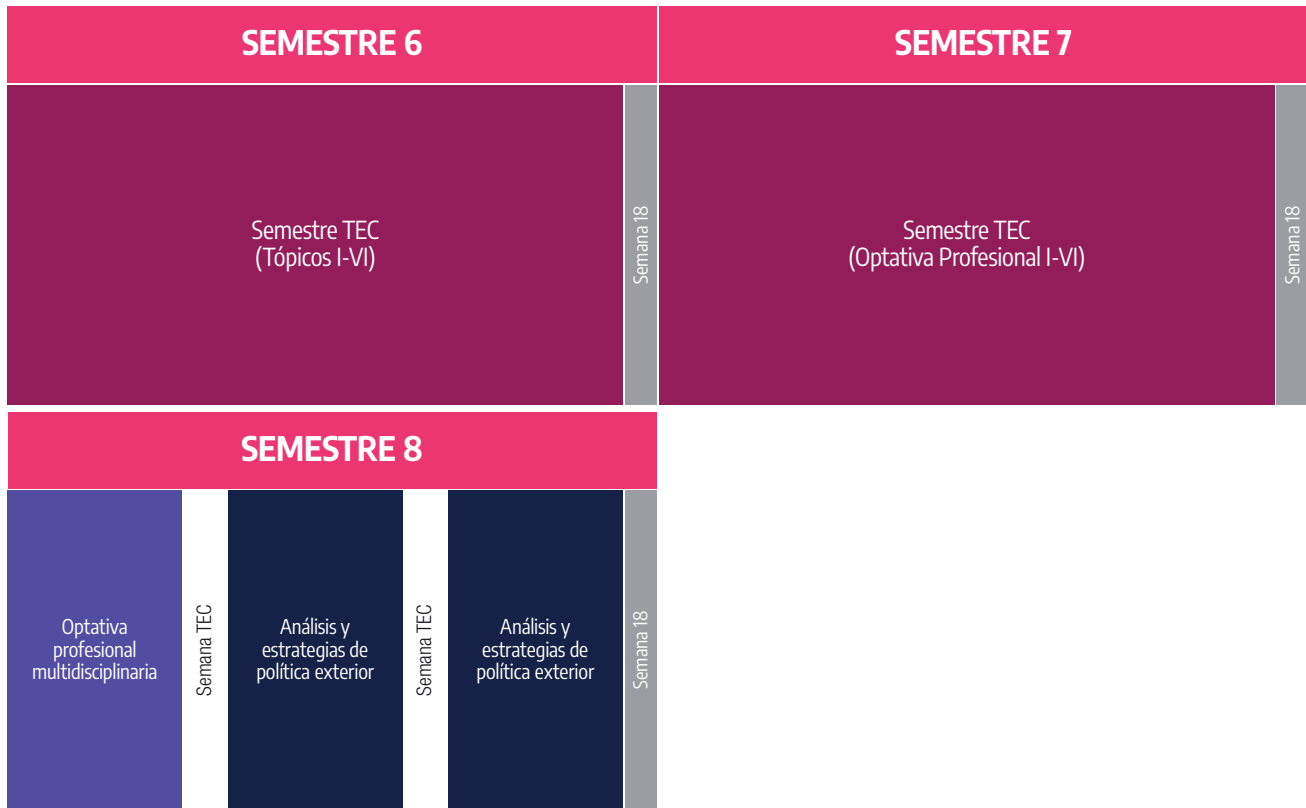 SEMESTRE 6
Semestre TEC
(Tópicos I-VI)
Semana 18
SEMESTRE 7
Semestre TEC
(Optativa Profesional I-VI)
Semana 18
SEMESTRE 8
Optativa
profesional
multidisciplinaria
Semana TEC
Análisis y
estrategias de
política exterior
Semana TEC
Análisis y
estrategias de
política exterior
Semana 18